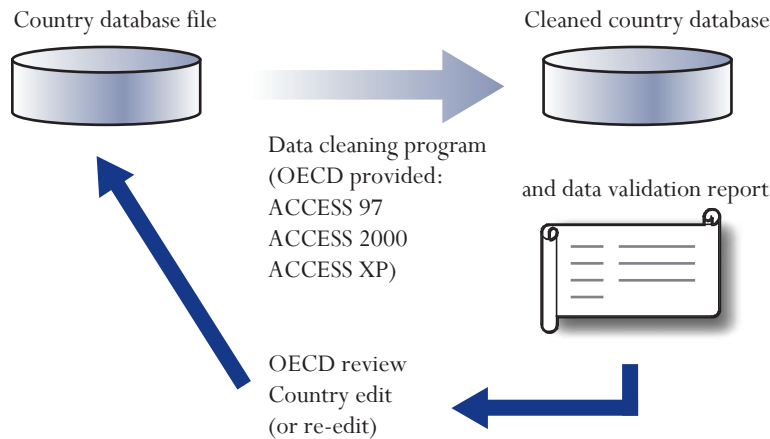 Country database file
Cleaned country database
Data cleaning program
(OECD provided:
ACCESS 97
ACCESS 2000
ACCESS XP)
and data validation report
OECD review
Country edit
(or re-edit)